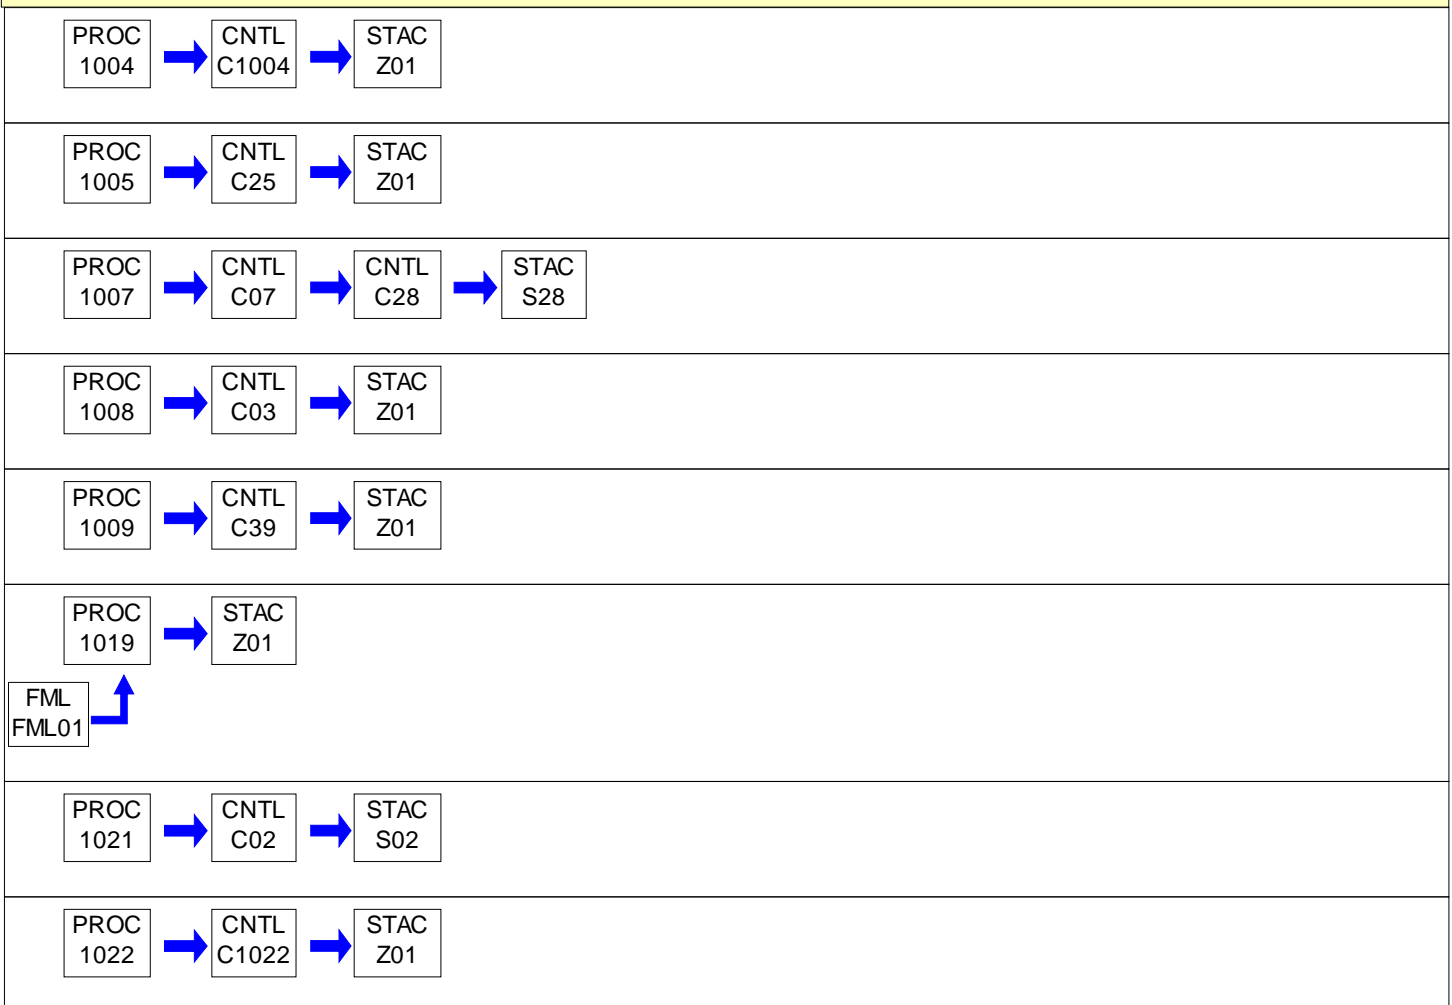 PROC
1004
CNTL
C1004
STAC
Z01
PROC
1005
CNTL
C25
STAC
Z01
PROC
1007
CNTL
C07
CNTL
C28
STAC
S28
PROC
1008
CNTL
C03
STAC
Z01
PROC
1009
CNTL
C39
STAC
Z01
PROC
1019
STAC
Z01
FML
FML01
PROC
1021
CNTL
C02
STAC
S02
PROC
1022
CNTL
C1022
STAC
Z01